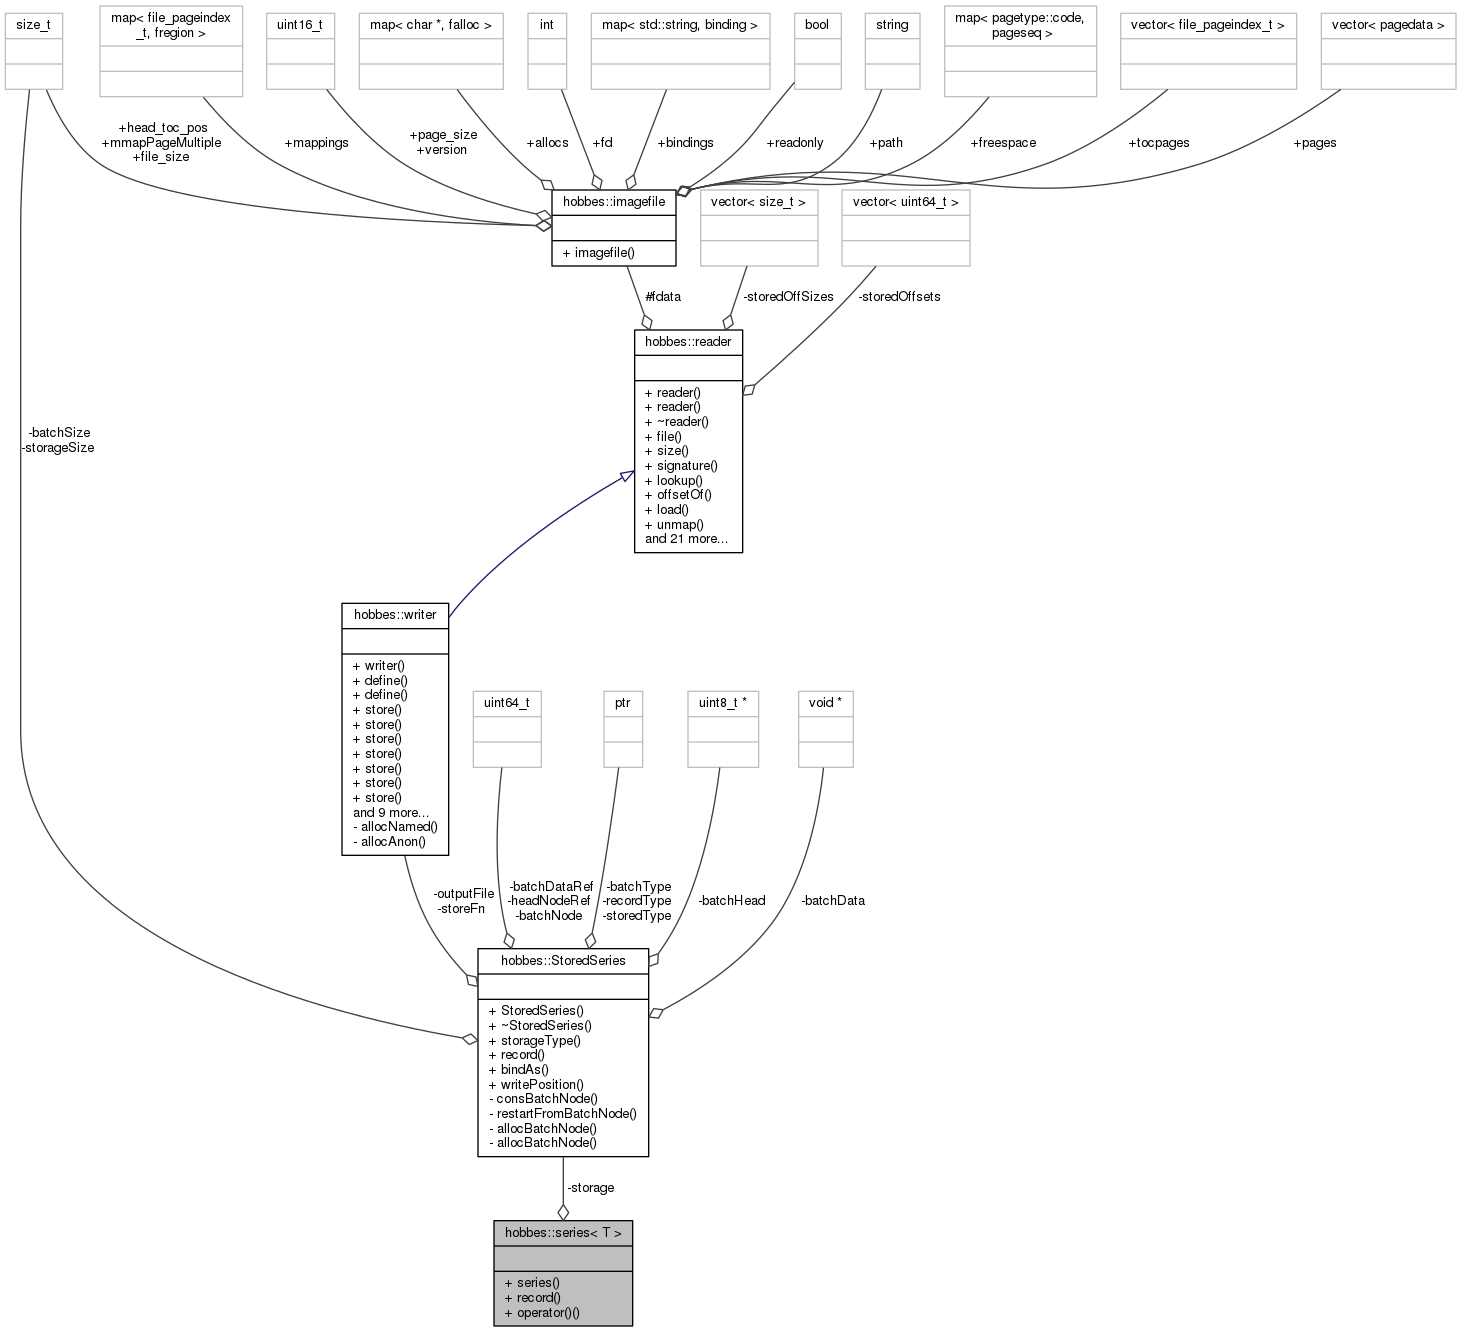 size_t
map< file_pageindex
_t, fregion >
uint16_t
map< char *, falloc >
int
map< std::string, binding >
bool
string
map< pagetype::code,
pageseq >
vector< file_pageindex_t >
vector< pagedata >
+head_toc_pos
+mmapPageMultiple
+file_size
+mappings
+page_size
+version
+allocs
+fd
+bindings
+readonly
+path
+freespace
+tocpages
+pages
hobbes::imagefile
+ imagefile()
vector< size_t >
vector< uint64_t >
#fdata
-storedOffSizes
-storedOffsets
hobbes::reader
+ reader()
+ reader()
+ ~reader()
+ file()
+ size()
+ signature()
+ lookup()
+ offsetOf()
+ load()
+ unmap()
and 21 more...
-batchSize
-storageSize
hobbes::writer
+ writer()
+ define()
+ define()
+ store()
+ store()
+ store()
+ store()
+ store()
+ store()
+ store()
and 9 more...
- allocNamed()
- allocAnon()
uint64_t
ptr
uint8_t *
void *
-outputFile
-storeFn
-batchDataRef
-headNodeRef
-batchNode
-batchType
-recordType
-storedType
-batchHead
-batchData
hobbes::StoredSeries
+ StoredSeries()
+ ~StoredSeries()
+ storageType()
+ record()
+ bindAs()
+ writePosition()
- consBatchNode()
- restartFromBatchNode()
- allocBatchNode()
- allocBatchNode()
-storage
hobbes::series< T >
+ series()
+ record()
+ operator()()